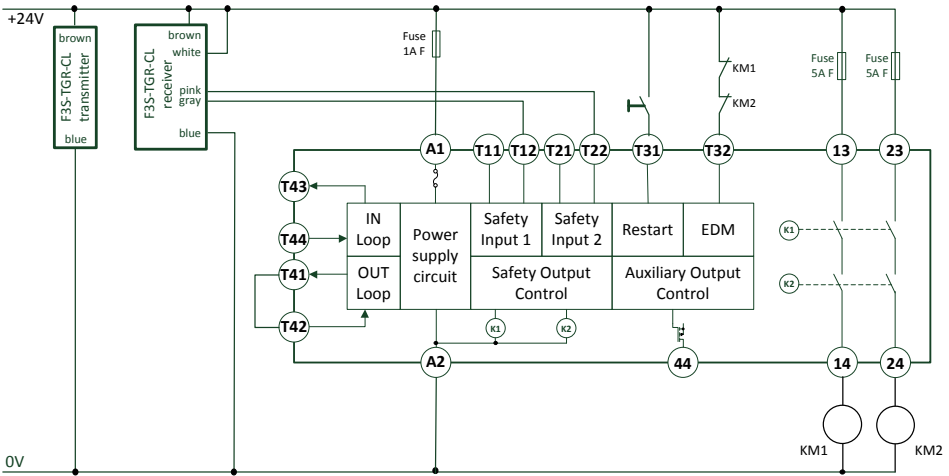 +24V
brown
F3S-TGR-CL
transmitter
blue
brown
white
F3S-TGR-CL
receiver
pink
gray
blue
Fuse
1A F
KM1
KM2
Fuse
5A F
Fuse
5A F
A1
T11
T12
T21
T22
T31
T32
13
23
T43
T44
T41
T42
IN
Loop
OUT
Loop
Power
supply
circuit
Safety
Input 1
Safety
Input 2
Restart
EDM
Safety Output
Control
Auxiliary Output
Control
K1
K2
K1
K2
A2
44
14
24
KM1
KM2
0V